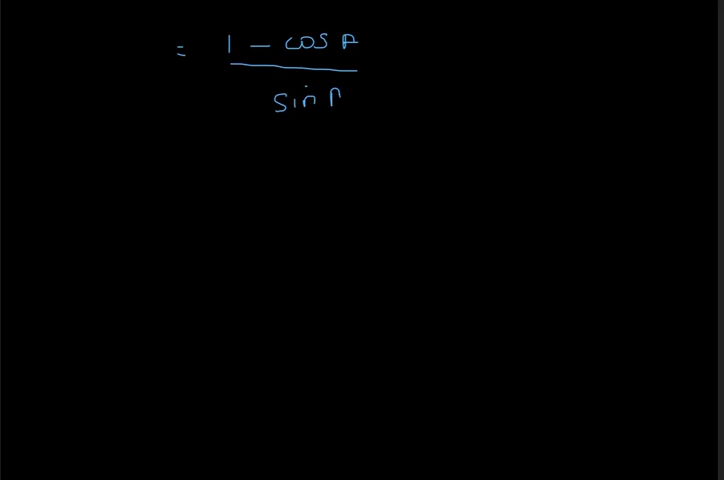 = 1 - cos A
sin A